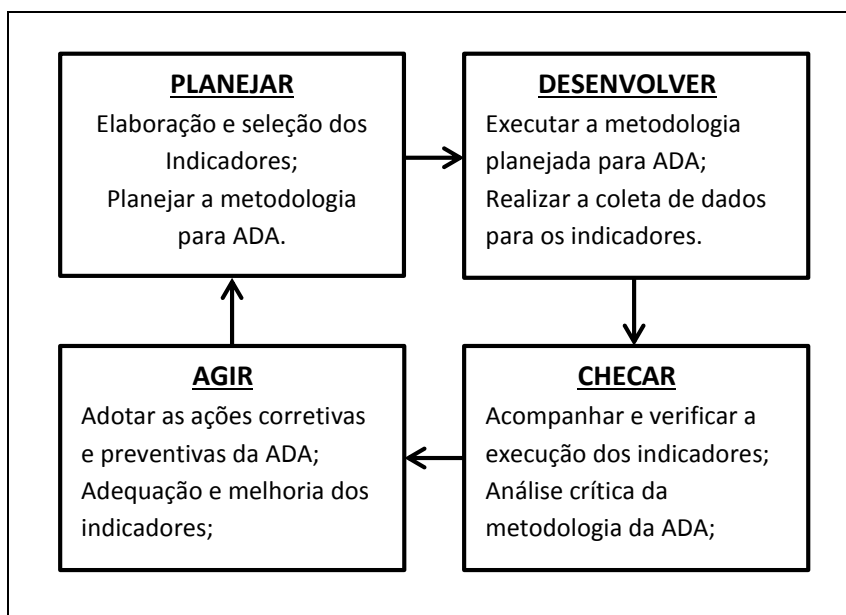 PLANEJAR
Elaboração e seleção dos
Indicadores;
Planejar a metodologia
para ADA.
DESENVOLVER
Executar a metodologia
planejada para ADA;
Realizar a coleta de dados
para os indicadores.
AGIR
Adotar as ações corretivas
e preventivas da ADA;
Adequação e melhoria dos
indicadores;
CHECAR
Acompanhar e verificar a
execução dos indicadores;
Análise crítica da
metodologia da ADA;